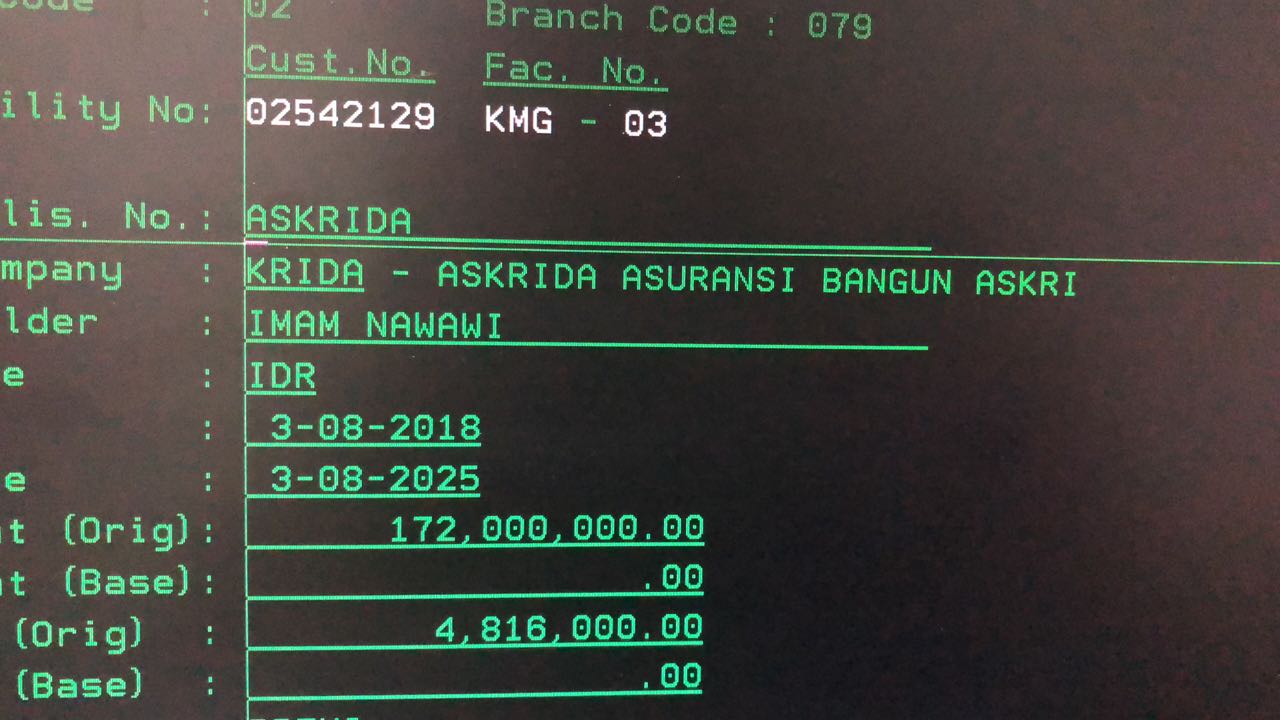 : 02 Branch Code : 079
Cust.No. Fac. No.
ility No: 02542129 KMG - 03
lis. No.: ASKRIDA
mpany : KRIDA - ASKRIDA ASURANSI BANGUN ASKRI
lder : IMAM NAWAWI
e : IDR
: 3-08-2018
e : 3-08-2025
t (Orig): 172,000,000.00
t (Base): .00
(Orig) : 4,816,000.00
(Base) : .00